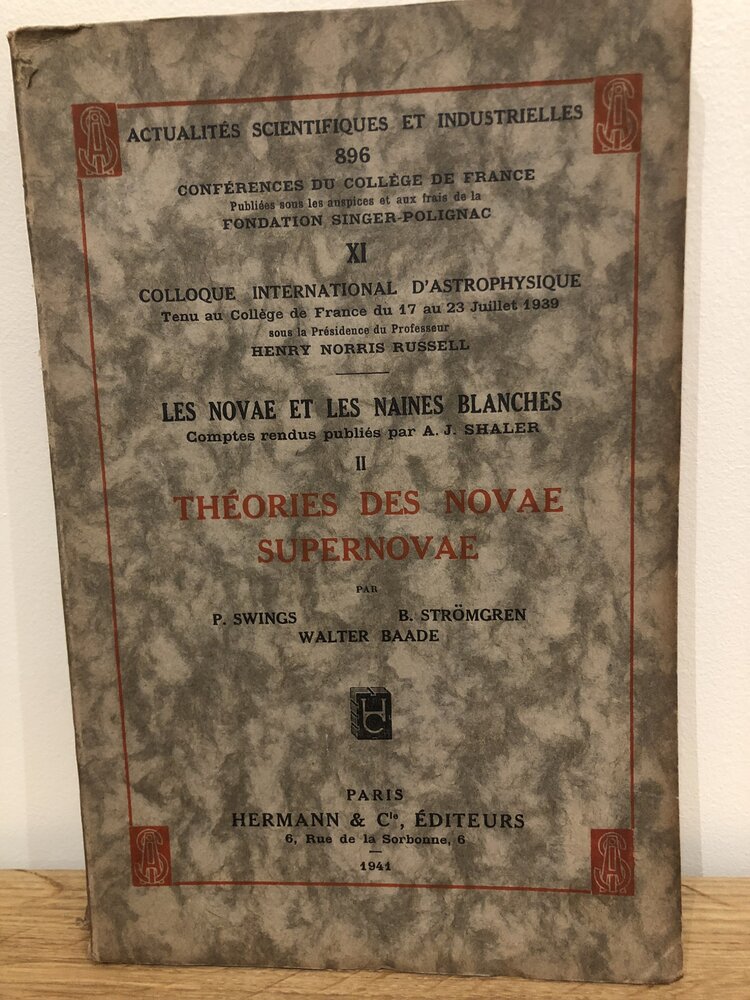 ACTUALITÉS SCIENTIFIQUES ET INDUSTRIELLES
896
CONFÉRENCES DU COLLÈGE DE FRANCE
Publiées sous les auspices et aux frais de la
FONDATION SINGER-POLIGNAC
XI
COLLOQUE INTERNATIONAL D'ASTROPHYSIQUE
Tenu au Collège de France du 17 au 23 Juillet 1939
sous la Présidence du Professeur
HENRY NORRIS RUSSELL
LES NOVAE ET LES NAINES BLANCHES
Comptes rendus publiés par A. J. SHALER
II
THÉORIES DES NOVAE
SUPERNOVAE
PAR
P. SWINGS B. STRÖMGREN
WALTER BAADE
HC
PARIS
HERMANN & Cie, ÉDITEURS
6, Rue de la Sorbonne, 6
1941